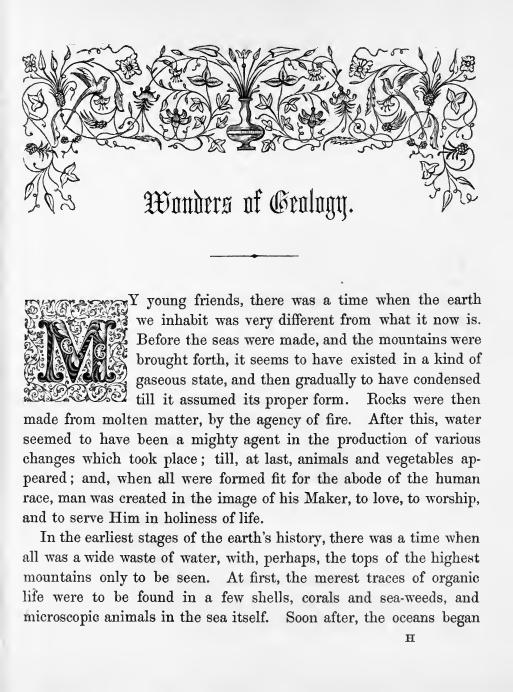 Wonders of Geology.
MY young friends, there was a time when the earth
we inhabit was very different from what it now is.
Before the seas were made, and the mountains were
brought forth, it seems to have existed in a kind of
gaseous state, and then gradually to have condensed
till it assumed its proper form. Rocks were then
made from molten matter, by the agency of fire. After this, water
seemed to have been a mighty agent in the production of various
changes which took place; till, at last, animals and vegetables ap-
peared; and, when all were formed fit for the abode of the human
race, man was created in the image of his Maker, to love, to worship,
and to serve Him in holiness of life.
In the earliest stages of the earth's history, there was a time when
all was a wide waste of water, with, perhaps, the tops of the highest
mountains only to be seen. At first, the merest traces of organic
life were to be found in a few shells, corals and sea-weeds, and
microscopic animals in the sea itself. Soon after, the oceans began
H